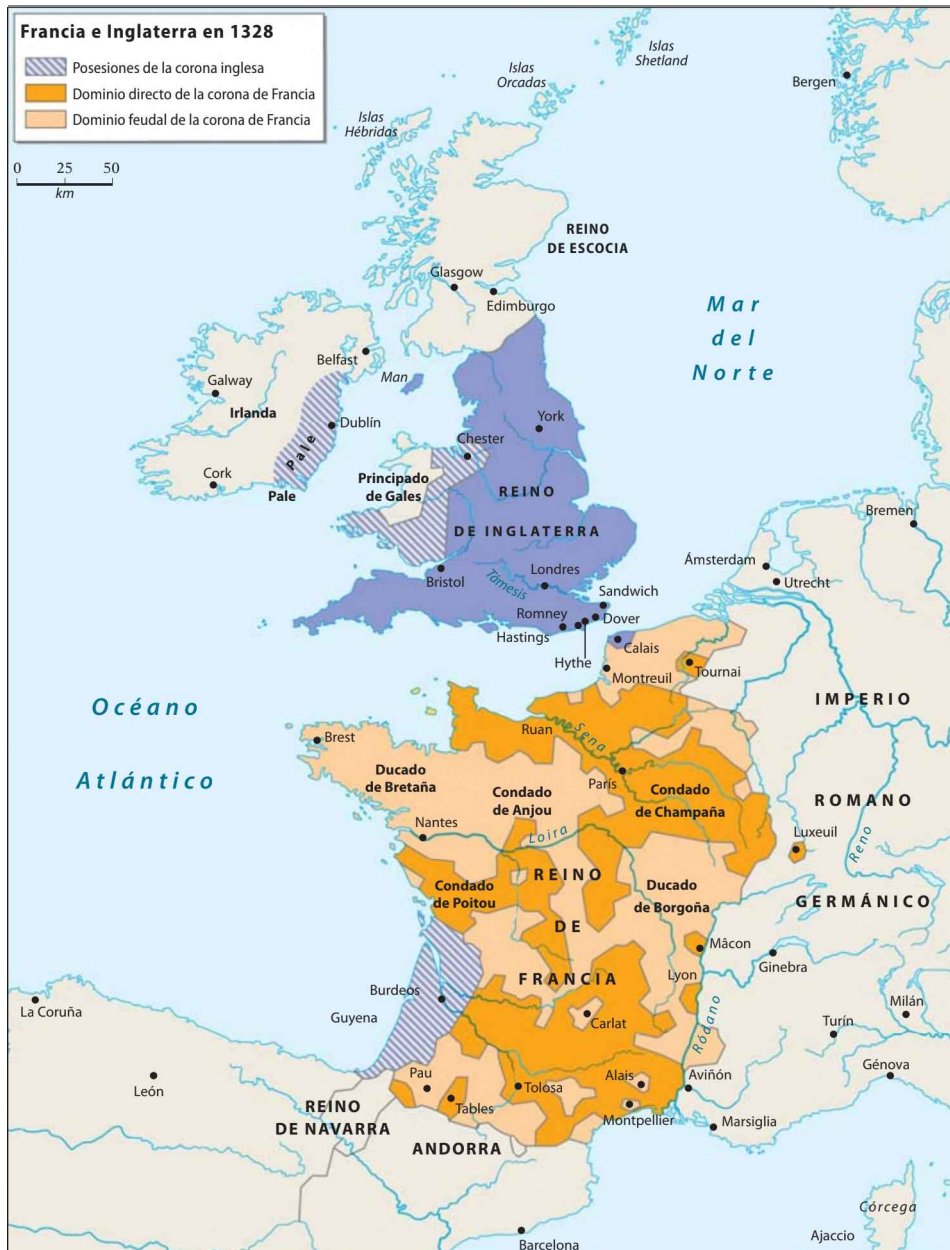 Francia e Inglaterra en 1328
Posesiones de la corona inglesa
Dominio directo de la corona de Francia
Dominio feudal de la corona de Francia
0 25 50
km
Islas
Shetland
Islas
Orcadas
Islas
Hébridas
Bergen
REINO
DE ESCOCIA
Glasgow
Edimburgo
Mar
del
Norte
Belfast
Man
Galway
Irlanda
Dublín
Pale
York
Chester
Cork
Pale
Principado
de Gales
REINO
DE INGLATERRA
Bremen
Ámsterdam
Utrecht
Bristol
Támesis
Londres
Sandwich
Romney
Dover
Hastings
Hythe
Calais
Montreuil
Tournai
Océano
Atlántico
IMPERIO
ROMANO
GERMÁNICO
Brest
Ruan
Sena
París
Ducado
de Bretaña
Condado
de Anjou
Condado
de Champaña
Nantes
Loira
Luxeuil
Reno
REINO
DE
FRANCIA
Condado
de Poitou
Ducado
de Borgoña
Mâcon
Ginebra
Lyon
Burdeos
Guyena
Carlat
Ródano
La Coruña
León
Milán
Turín
Génova
Pau
Tables
Tolosa
Alais
Aviñón
Montpellier
Marsiglia
REINO
DE NAVARRA
ANDORRA
Córcega
Ajaccio
Barcelona